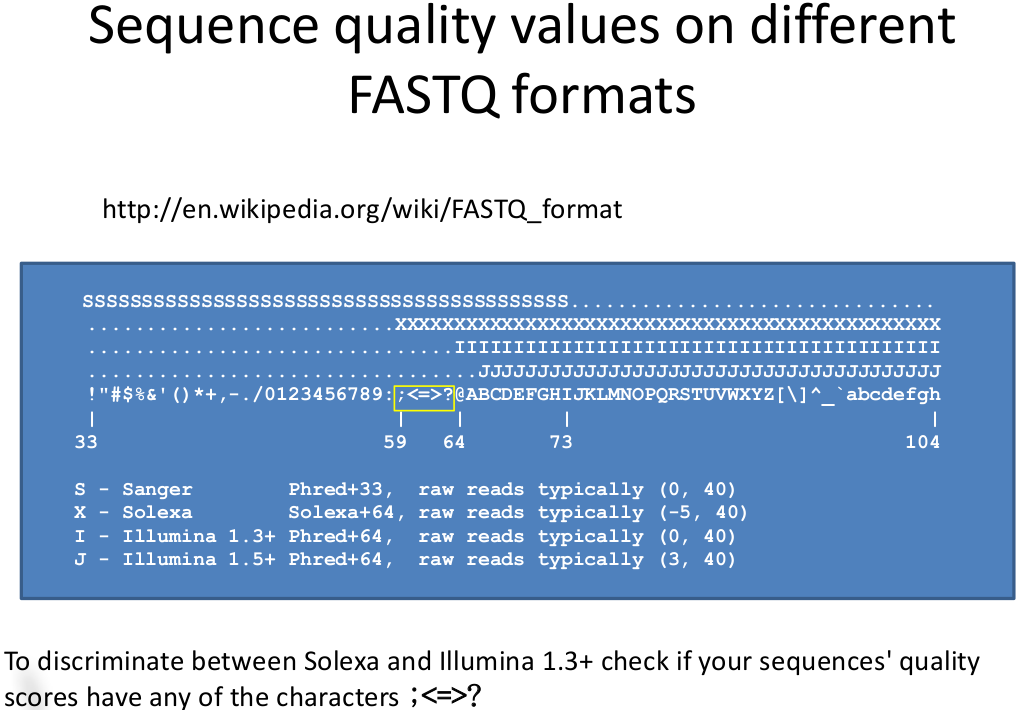 Sequence quality values on different
FASTQ formats
http://en.wikipedia.org/wiki/FASTQ_format
SSSSSSSSSSSSSSSSSSSSSSSSSSSSSSSSSSSSSSSSS...............................
..........................XXXXXXXXXXXXXXXXXXXXXXXXXXXXXXXXXXXXXXXXXXXXXX
...............................IIIIIIIIIIIIIIIIIIIIIIIIIIIIIIIIIIIIIIIII
.................................JJJJJJJJJJJJJJJJJJJJJJJJJJJJJJJJJJJJJJJ
!"#$%&'()*+,-./0123456789:;<=>?@ABCDEFGHIJKLMNOPQRSTUVWXYZ[\]^_`abcdefgh
| | | | |
33 59 64 73 104
S - Sanger Phred+33, raw reads typically (0, 40)
X - Solexa Solexa+64, raw reads typically (-5, 40)
I - Illumina 1.3+ Phred+64, raw reads typically (0, 40)
J - Illumina 1.5+ Phred+64, raw reads typically (3, 40)
To discriminate between Solexa and Illumina 1.3+ check if your sequences' quality
scores have any of the characters ;<=>?